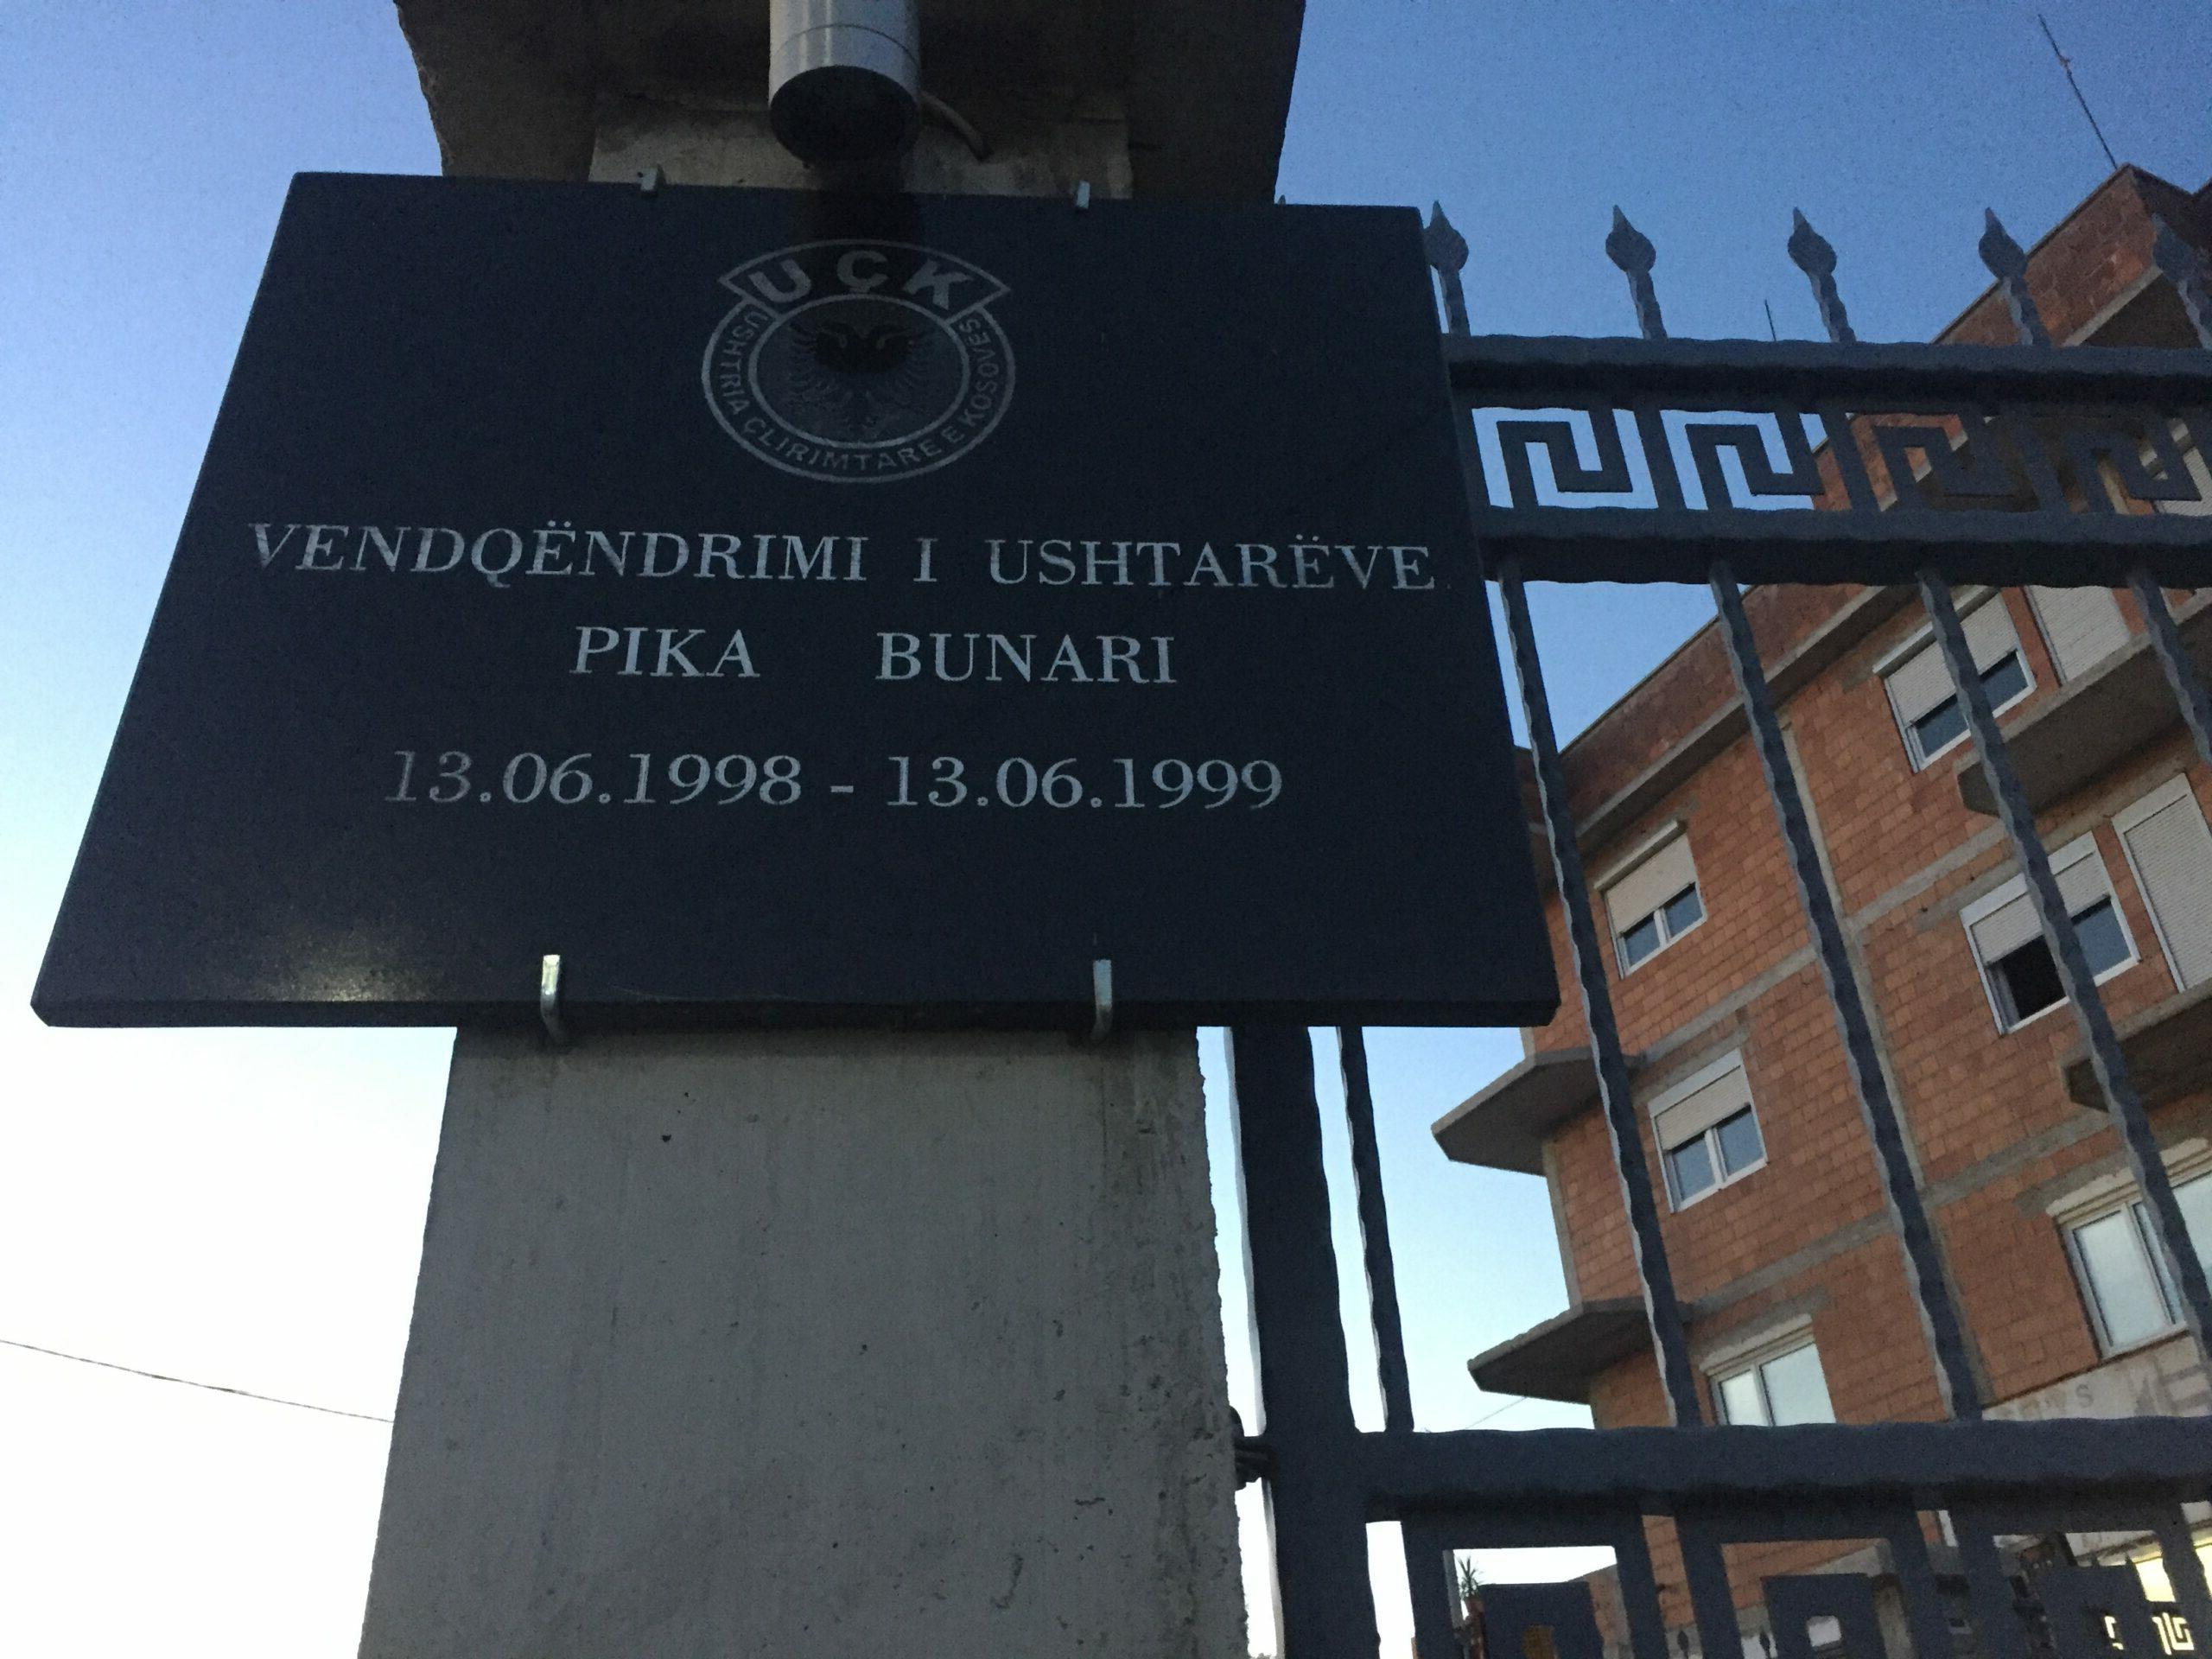 UÇK
USHTRIA ÇLIRIMTARE E KOSOVËS
VENDQËNDRIMI I USHTARËVE
PIKA BUNARI
13.06.1998 - 13.06.1999